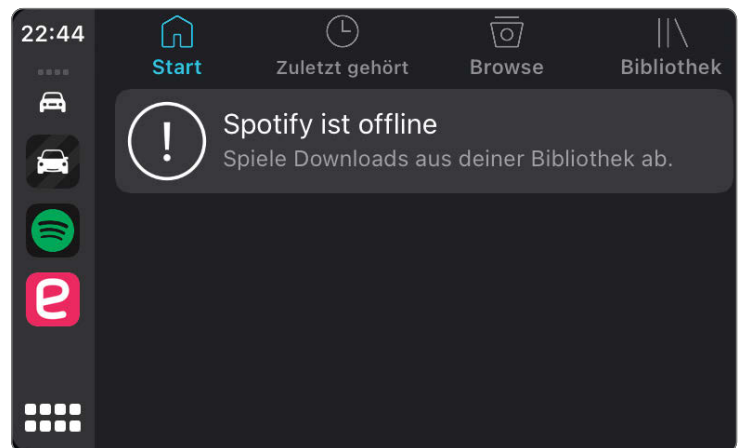 22:44
Start
Zuletzt gehört
Browse
Bibliothek
Spotify ist offline
Spiele Downloads aus deiner Bibliothek ab.